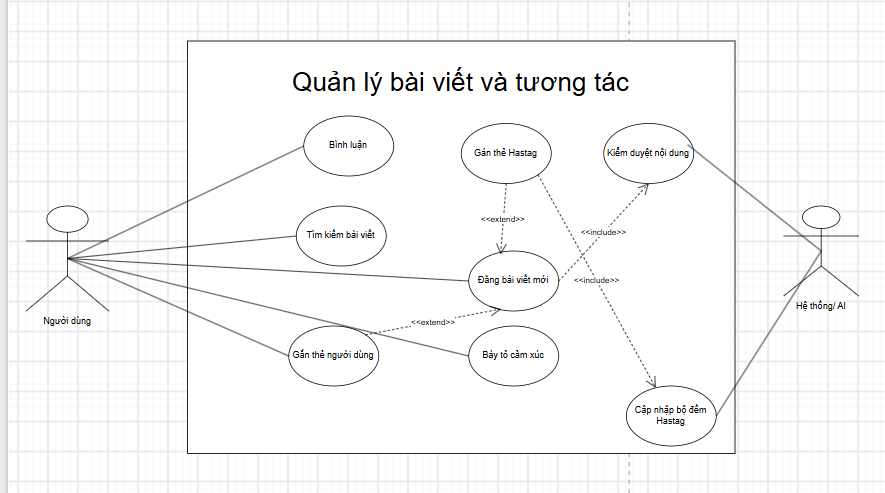 Quản lý bài viết và tương tác
Bình luận
Gán thẻ Hastag
Kiểm duyệt nội dung
<<extend>>
<<include>>
Tìm kiếm bài viết
Đăng bài viết mới
<<include>>
Người dùng
Hệ thống/ AI
<<extend>>
Gắn thẻ người dùng
Bảy tỏ cảm xúc
Cập nhập bộ đếm
Hastag